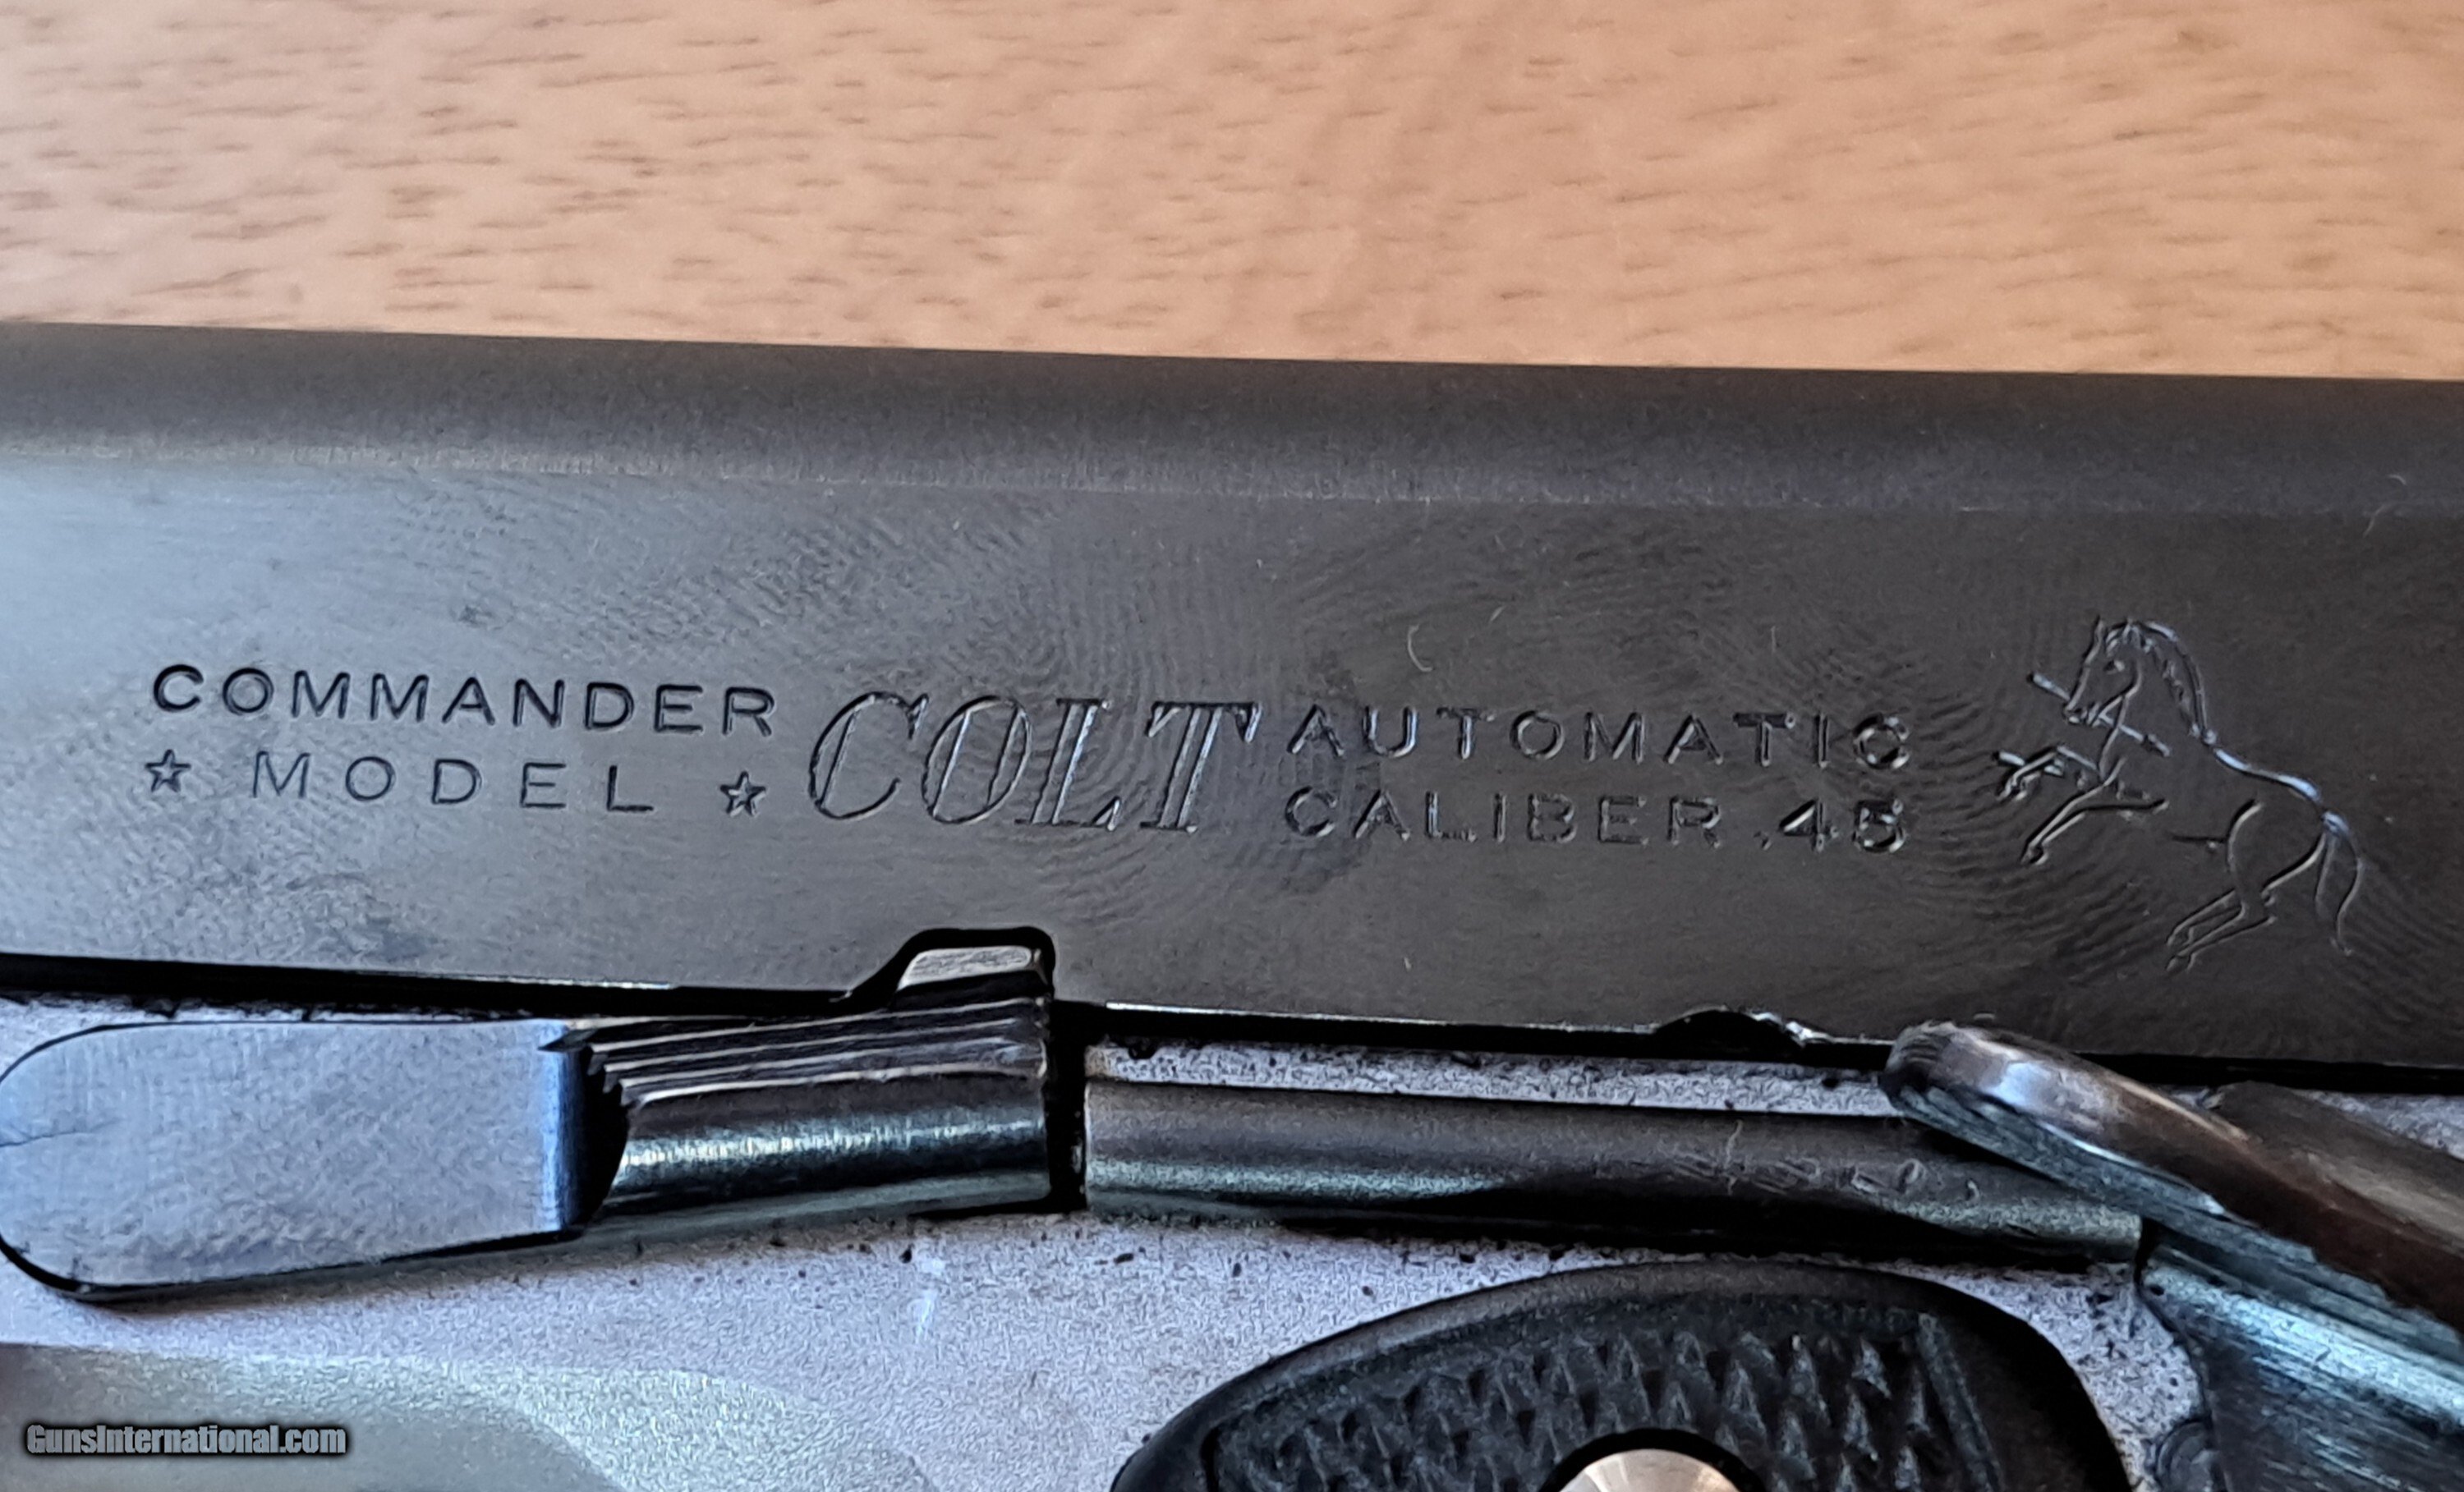 COMMANDER
★ MODEL ★
COLT
AUTOMATIC
CALIBER .45
GunsInternational.com